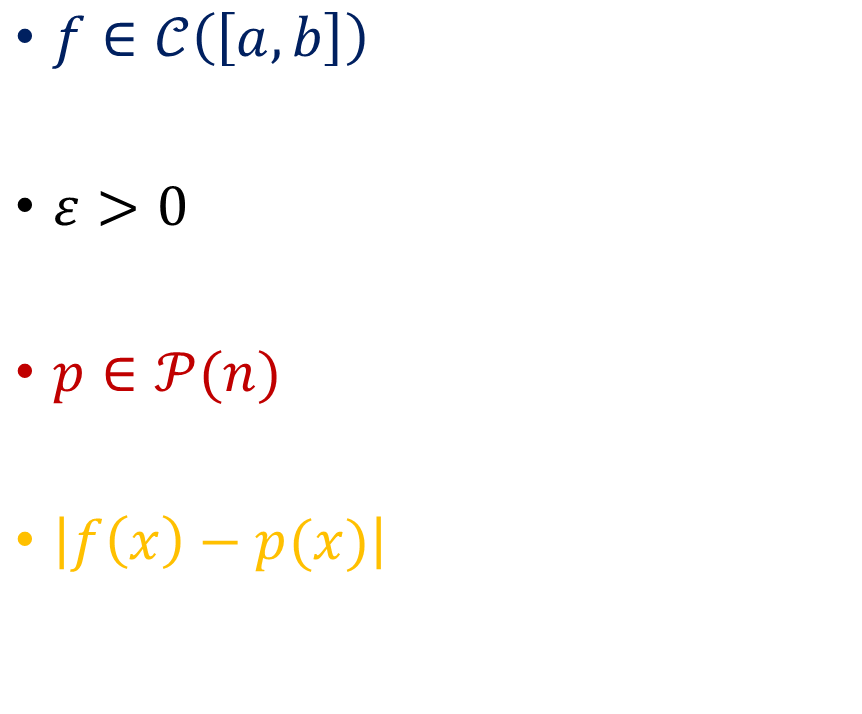 • 𝑓 ∈ 𝒞([𝑎, 𝑏])
• 𝜀 > 0
• 𝑝 ∈ 𝒫(𝑛)
• |𝑓(𝑥) − 𝑝(𝑥)|